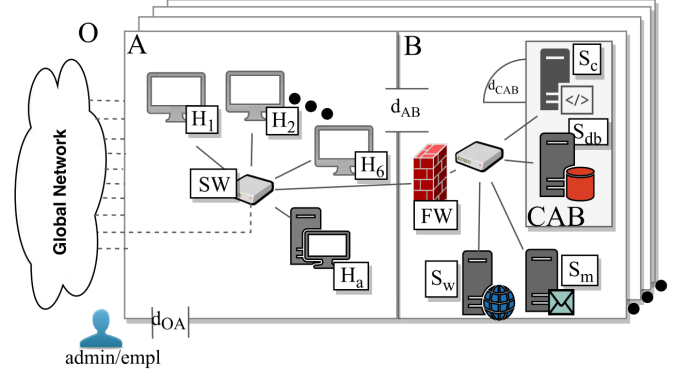 O
A
B
Global Network
H1
H2
H6
SW
Ha
dAB
FW
dCAB
Sc
</>
Sdb
CAB
Sw
Sm
dOA
admin/empl